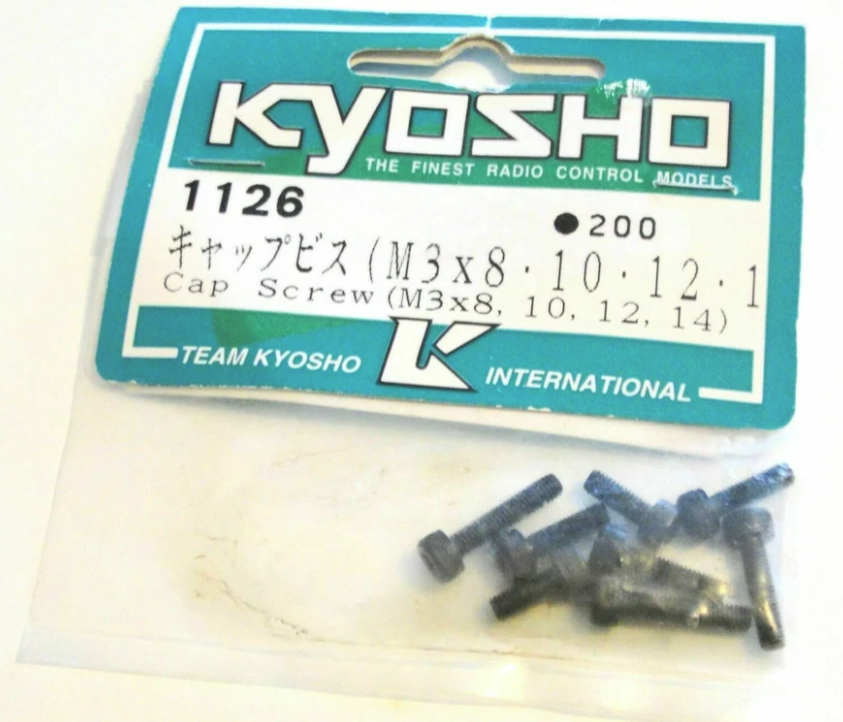 KYOSHO
THE FINEST RADIO CONTROL MODELS
1126
●200
キャップビス(M3x8・10・12・1
Cap Screw(M3x8, 10, 12, 14)
TEAM KYOSHO K INTERNATIONAL